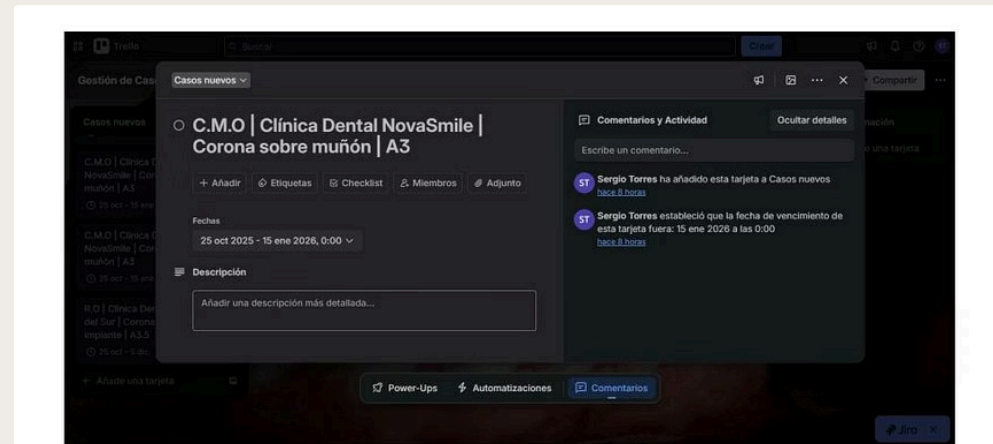 Trello
Buscar
Crear
Gestión de Cas
Compartir
Casos nuevos
Casos nuevos
C.M.O | Clínica Dental NovaSmile |
Corona sobre muñón | A3
+ Añadir
Etiquetas
Checklist
Miembros
Adjunto
Fechas
25 oct 2025 - 15 ene 2026, 0:00
Descripción
Añadir una descripción más detallada...
Comentarios y Actividad
Ocultar detalles
Escribe un comentario...
ST
Sergio Torres ha añadido esta tarjeta a Casos nuevos
hace 8 horas
ST
Sergio Torres estableció que la fecha de vencimiento de
esta tarjeta fuera: 15 ene 2026 a las 0:00
hace 8 horas
C.M.O | Clínica D
NovaSmile | Cor
muñón | A3
25 oct - 15 ene
C.M.O | Clínica D
NovaSmile | Cor
muñón | A3
25 oct - 15 ene
R.O | Clínica Den
del Sur | Corona
implante | A3.5
25 oct - 5 dic
+ Añade una tarjeta
mación
e una tarjeta
Power-Ups
Automatizaciones
Comentarios
Jira